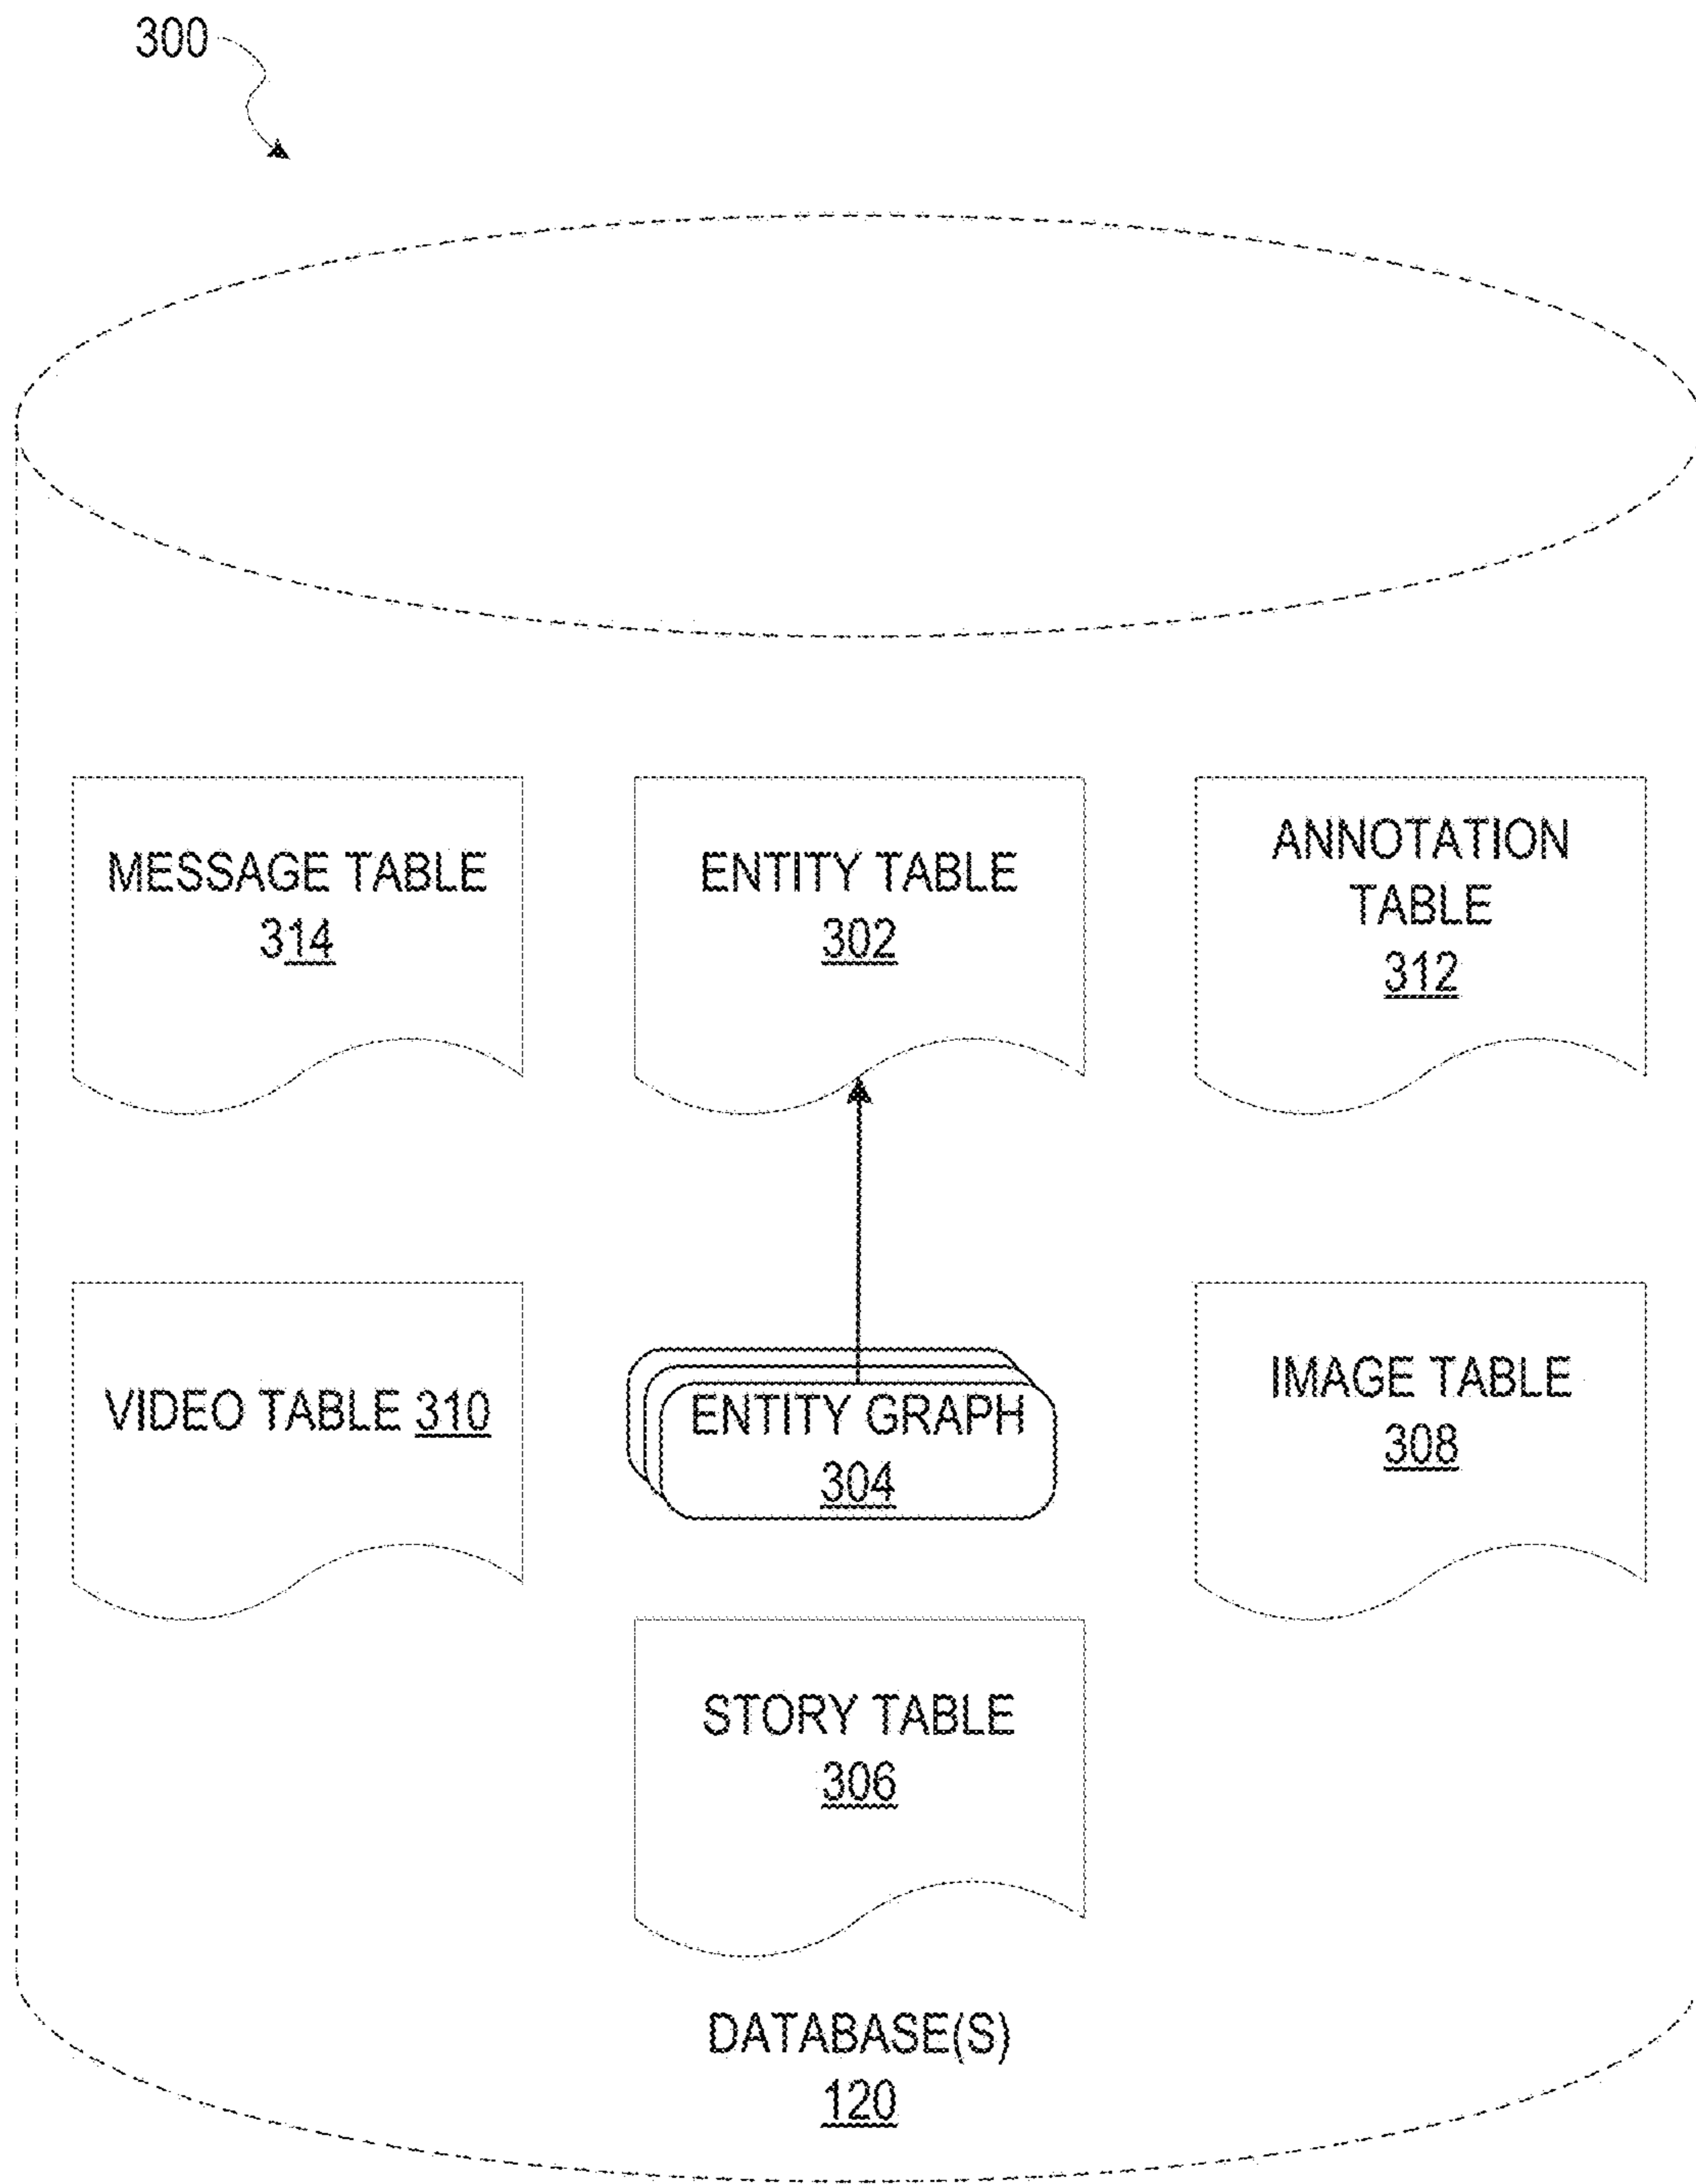 300
MESSAGE TABLE
314
ENTITY TABLE
302
ANNOTATION
TABLE
312
VIDEO TABLE 310
ENTITY GRAPH
304
IMAGE TABLE
308
STORY TABLE
306
DATABASE(S)
120